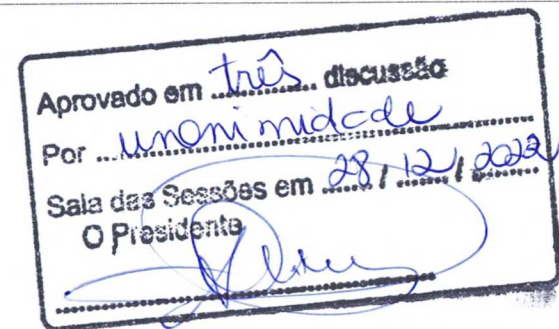 Aprovado em três discussão
Por unanimidade
Sala das Sessões em 28 / 12 / 2022
O Presidente